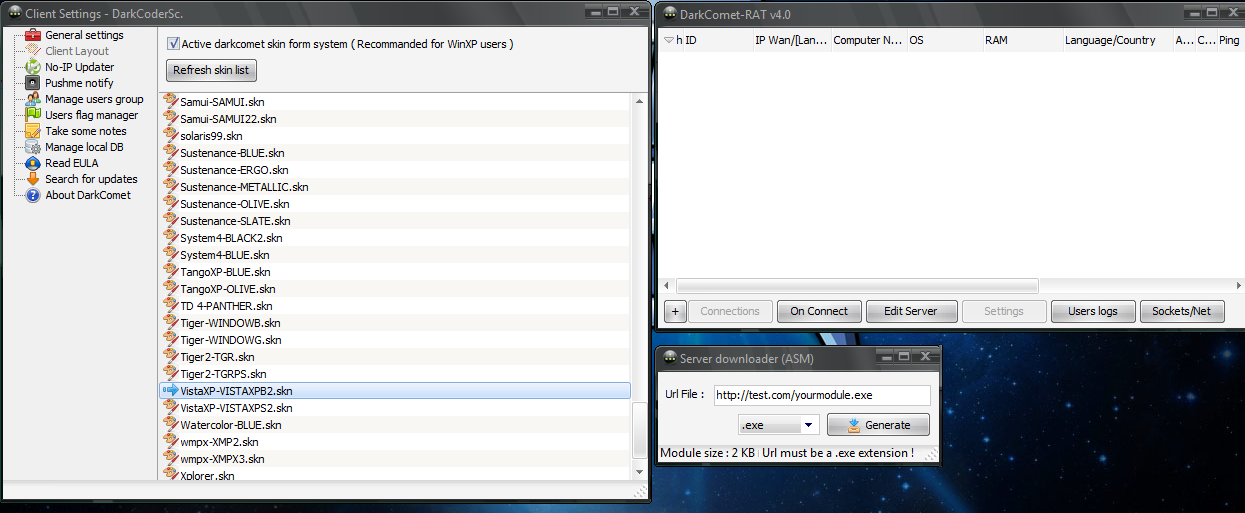 Client Settings - DarkCoderSc.
General settings
Client Layout
No-IP Updater
Pushme notify
Manage users group
Users flag manager
Take some notes
Manage local DB
Read EULA
Search for updates
About DarkComet
Active darkcomet skin form system ( Recommanded for WinXP users )
Refresh skin list
Samui-SAMUI.skn
Samui-SAMUI22.skn
solaris99.skn
Sustenance-BLUE.skn
Sustenance-ERGO.skn
Sustenance-METALLIC.skn
Sustenance-OLIVE.skn
Sustenance-SLATE.skn
System4-BLACK2.skn
System4-BLUE.skn
TangoXP-BLUE.skn
TangoXP-OLIVE.skn
TD 4-PANTHER.skn
Tiger-WINDOWB.skn
Tiger-WINDOWG.skn
Tiger2-TGR.skn
Tiger2-TGRPS.skn
VistaXP-VISTAXPB2.skn
VistaXP-VISTAXPS2.skn
Watercolor-BLUE.skn
wmpx-XMP2.skn
wmpx-XMPX3.skn
Xplorer.skn
DarkComet-RAT v4.0
h ID IP Wan/[Lan... Computer N... OS RAM Language/Country A... C... Ping
+ Connections On Connect Edit Server Settings Users logs Sockets/Net
Server downloader (ASM)
Url File : http://test.com/yourmodule.exe
.exe Generate
Module size : 2 KB Url must be a .exe extension !